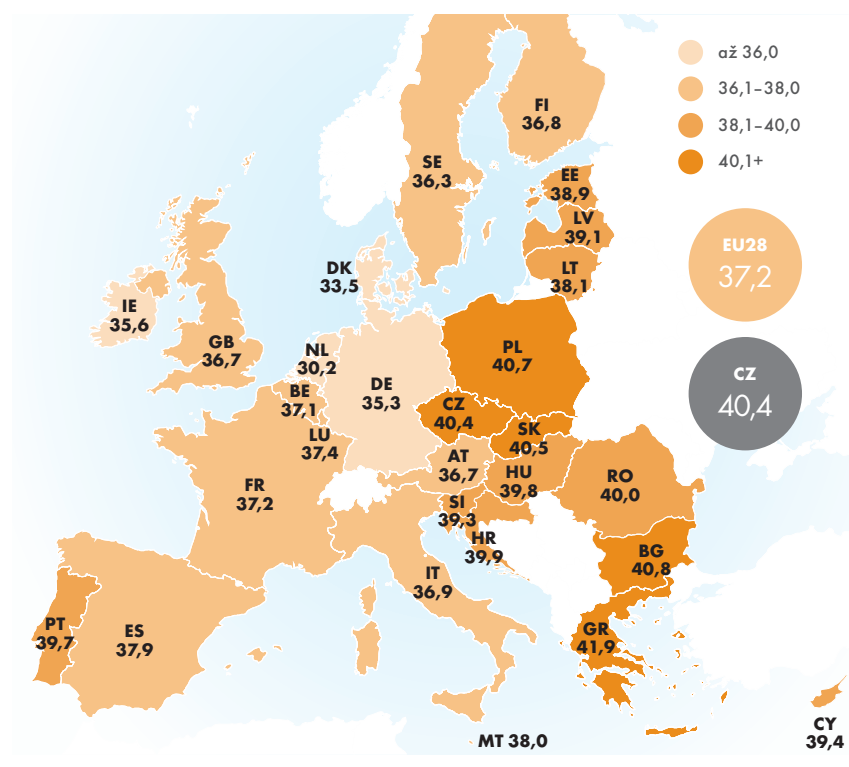 až 36,0
36,1–38,0
38,1–40,0
40,1+
EU28
37,2
CZ
40,4
FI
36,8
SE
36,3
EE
38,9
LV
39,1
LT
38,1
DK
33,5
IE
35,6
GB
36,7
NL
30,2
BE
37,1
LU
37,4
DE
35,3
PL
40,7
CZ
40,4
SK
40,5
AT
36,7
HU
39,8
RO
40,0
FR
37,2
SI
39,3
HR
39,9
BG
40,8
IT
36,9
PT
39,7
ES
37,9
GR
41,9
MT 38,0
CY
39,4